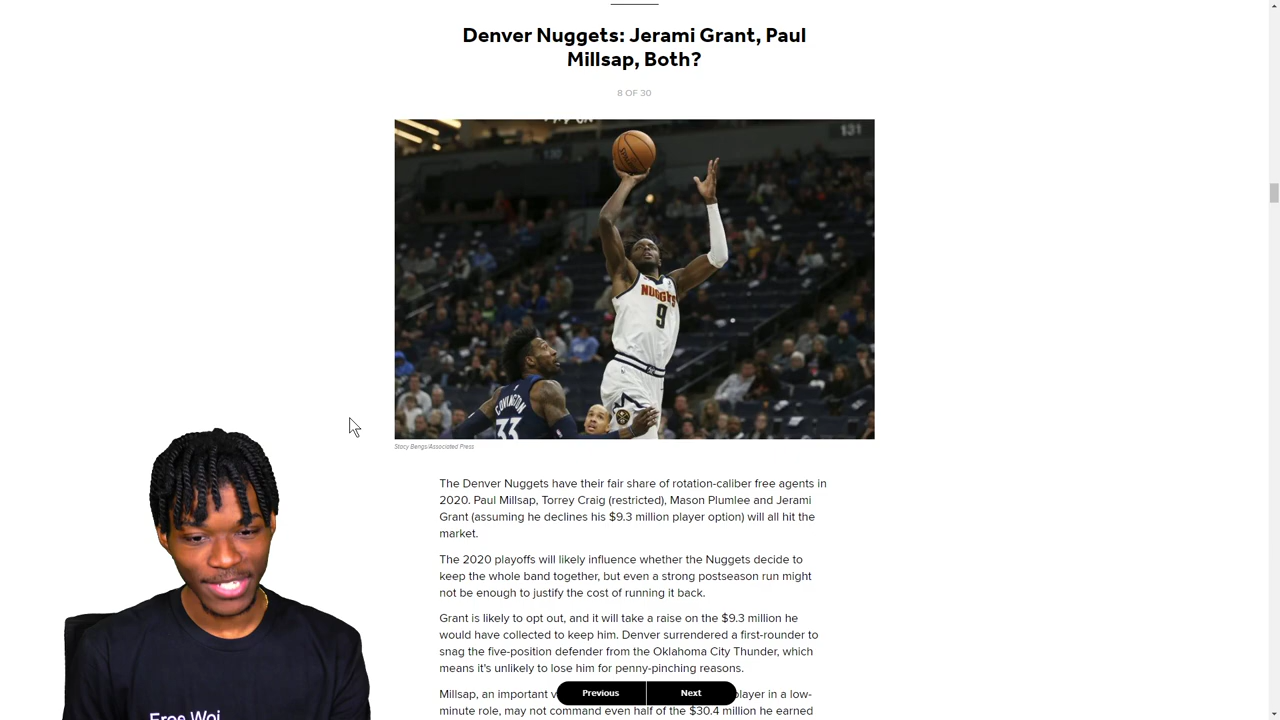 Denver Nuggets: Jerami Grant, Paul
Millsap, Both?
8 OF 30
131
SPALDING
NUGGETS
9
COVINGTON
33
Stacy Bengs/Associated Press
The Denver Nuggets have their fair share of rotation-caliber free agents in
2020. Paul Millsap, Torrey Craig (restricted), Mason Plumlee and Jerami
Grant (assuming he declines his $9.3 million player option) will all hit the
market.
The 2020 playoffs will likely influence whether the Nuggets decide to
keep the whole band together, but even a strong postseason run might
not be enough to justify the cost of running it back.
Grant is likely to opt out, and it will take a raise on the $9.3 million he
would have collected to keep him. Denver surrendered a first-rounder to
snag the five-position defender from the Oklahoma City Thunder, which
means it's unlikely to lose him for penny-pinching reasons.
Millsap, an important v
Previous
Next
player in a low-
minute role, may not command even half of the $30.4 million he earned
Free Woi